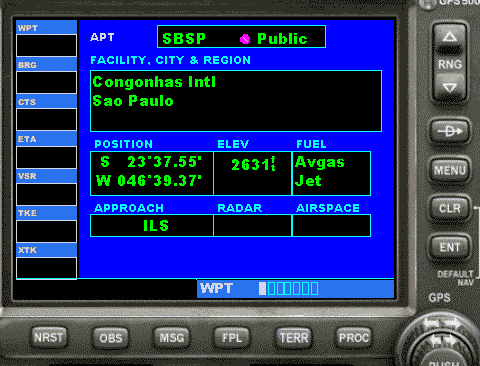 GPS 500
WPT
BRG
CTS
ETA
VSR
TKE
XTK
APT SBSP Public
FACILITY, CITY & REGION
Congonhas Intl
Sao Paulo
POSITION ELEV FUEL
S 23°37.55' 2631ft Avgas
W 046°39.37' Jet
APPROACH RADAR AIRSPACE
ILS
WPT
RNG
D
MENU
CLR
ENT
DEFAULT
NAV
GPS
PUSH
NRST OBS MSG FPL TERR PROC